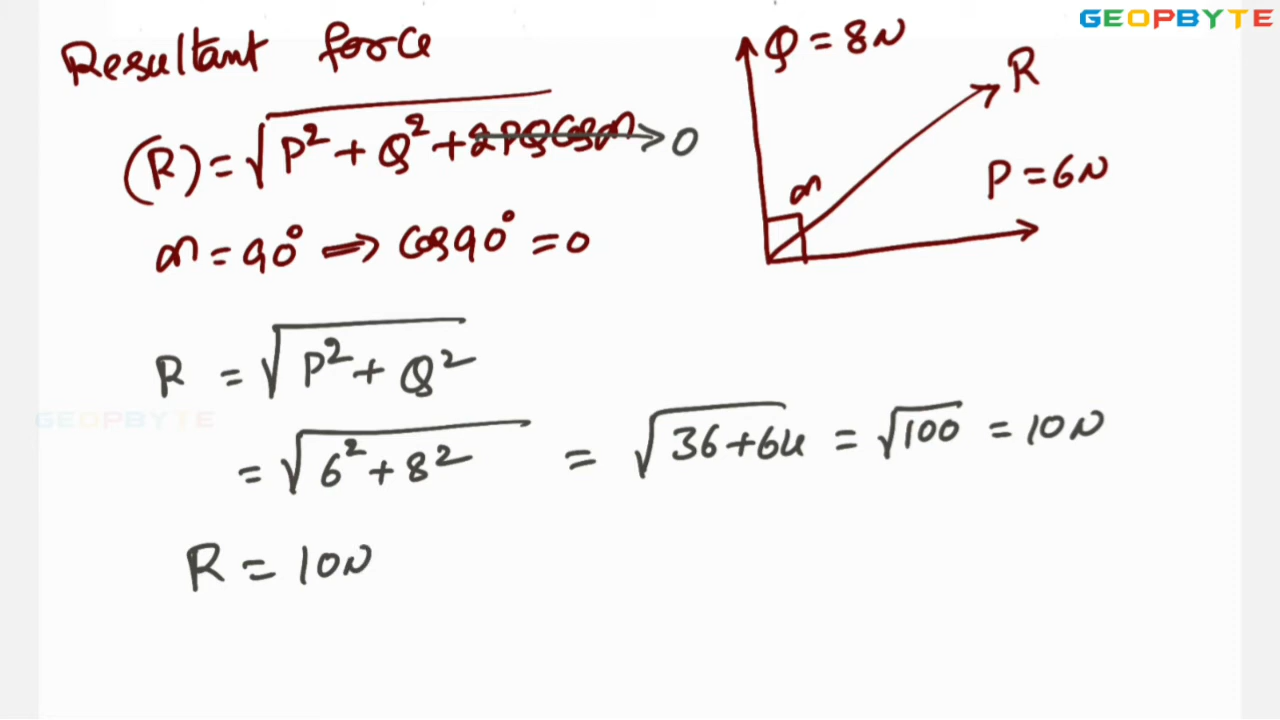 GEOPBYTE
Resultant force
(R) = √P² + Q² + 2PQCosα → 0
α = 90° ⟹ Cos90° = 0
Q = 8N
R
P = 6N
α
R = √P² + Q²
GEOPBYTE
= √6² + 8² = √36+64 = √100 = 10N
R = 10N